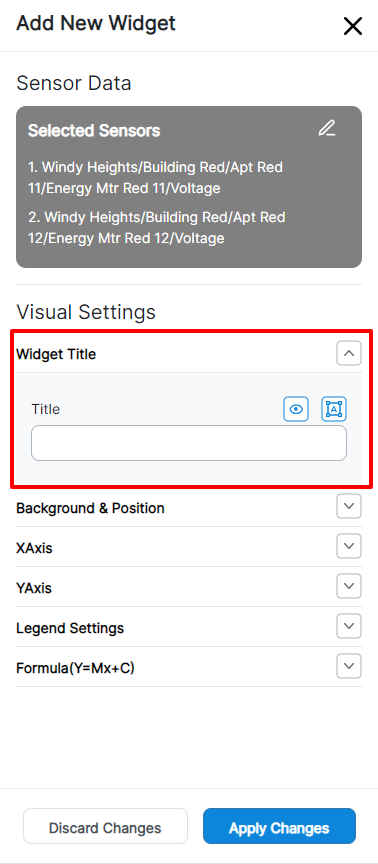 Add New Widget
Sensor Data
Selected Sensors
1. Windy Heights/Building Red/Apt Red
11/Energy Mtr Red 11/Voltage
2. Windy Heights/Building Red/Apt Red
12/Energy Mtr Red 12/Voltage
Visual Settings
Widget Title
Title
A
Background & Position
XAxis
YAxis
Legend Settings
Formula(Y=Mx+C)
Discard Changes
Apply Changes